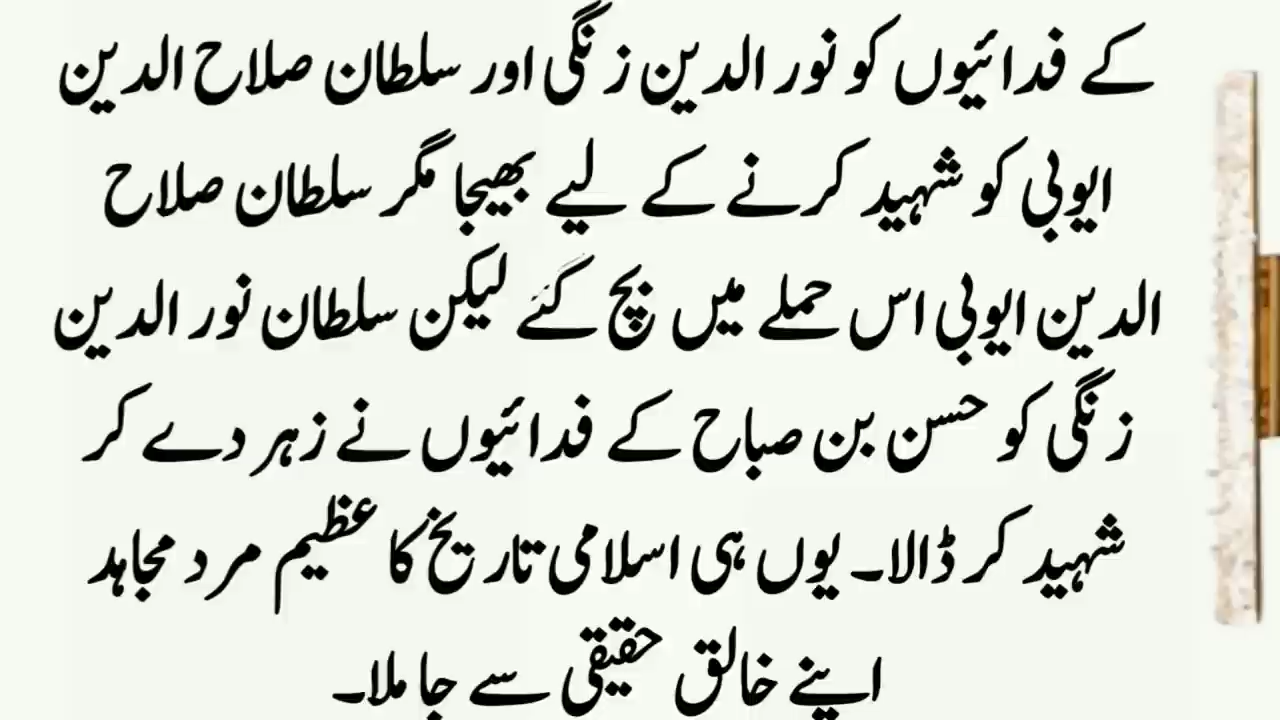 کے فدائیوں کو نور الدین زنگی اور سلطان صلاح الدین
ایوبی کو شہید کرنے کے لیے بھیجا مگر سلطان صلاح
الدین ایوبی اس حملے میں بچ گئے لیکن سلطان نور الدین
زنگی کو حسن بن صباح کے فدائیوں نے زہر دے کر
شہید کر ڈالا۔ یوں ہی اسلامی تاریخ کا عظیم مرد مجاہد
اپنے خالق حقیقی سے جا ملا۔